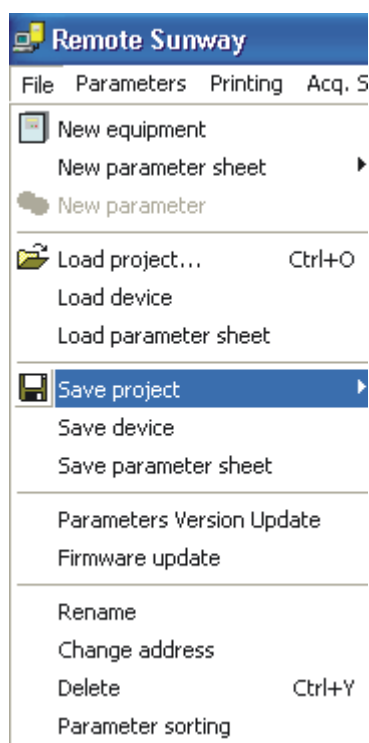 Remote Sunway
File Parameters Printing Acq. S
New equipment
New parameter sheet
New parameter
Load project... Ctrl+O
Load device
Load parameter sheet
Save project
Save device
Save parameter sheet
Parameters Version Update
Firmware update
Rename
Change address
Delete Ctrl+Y
Parameter sorting